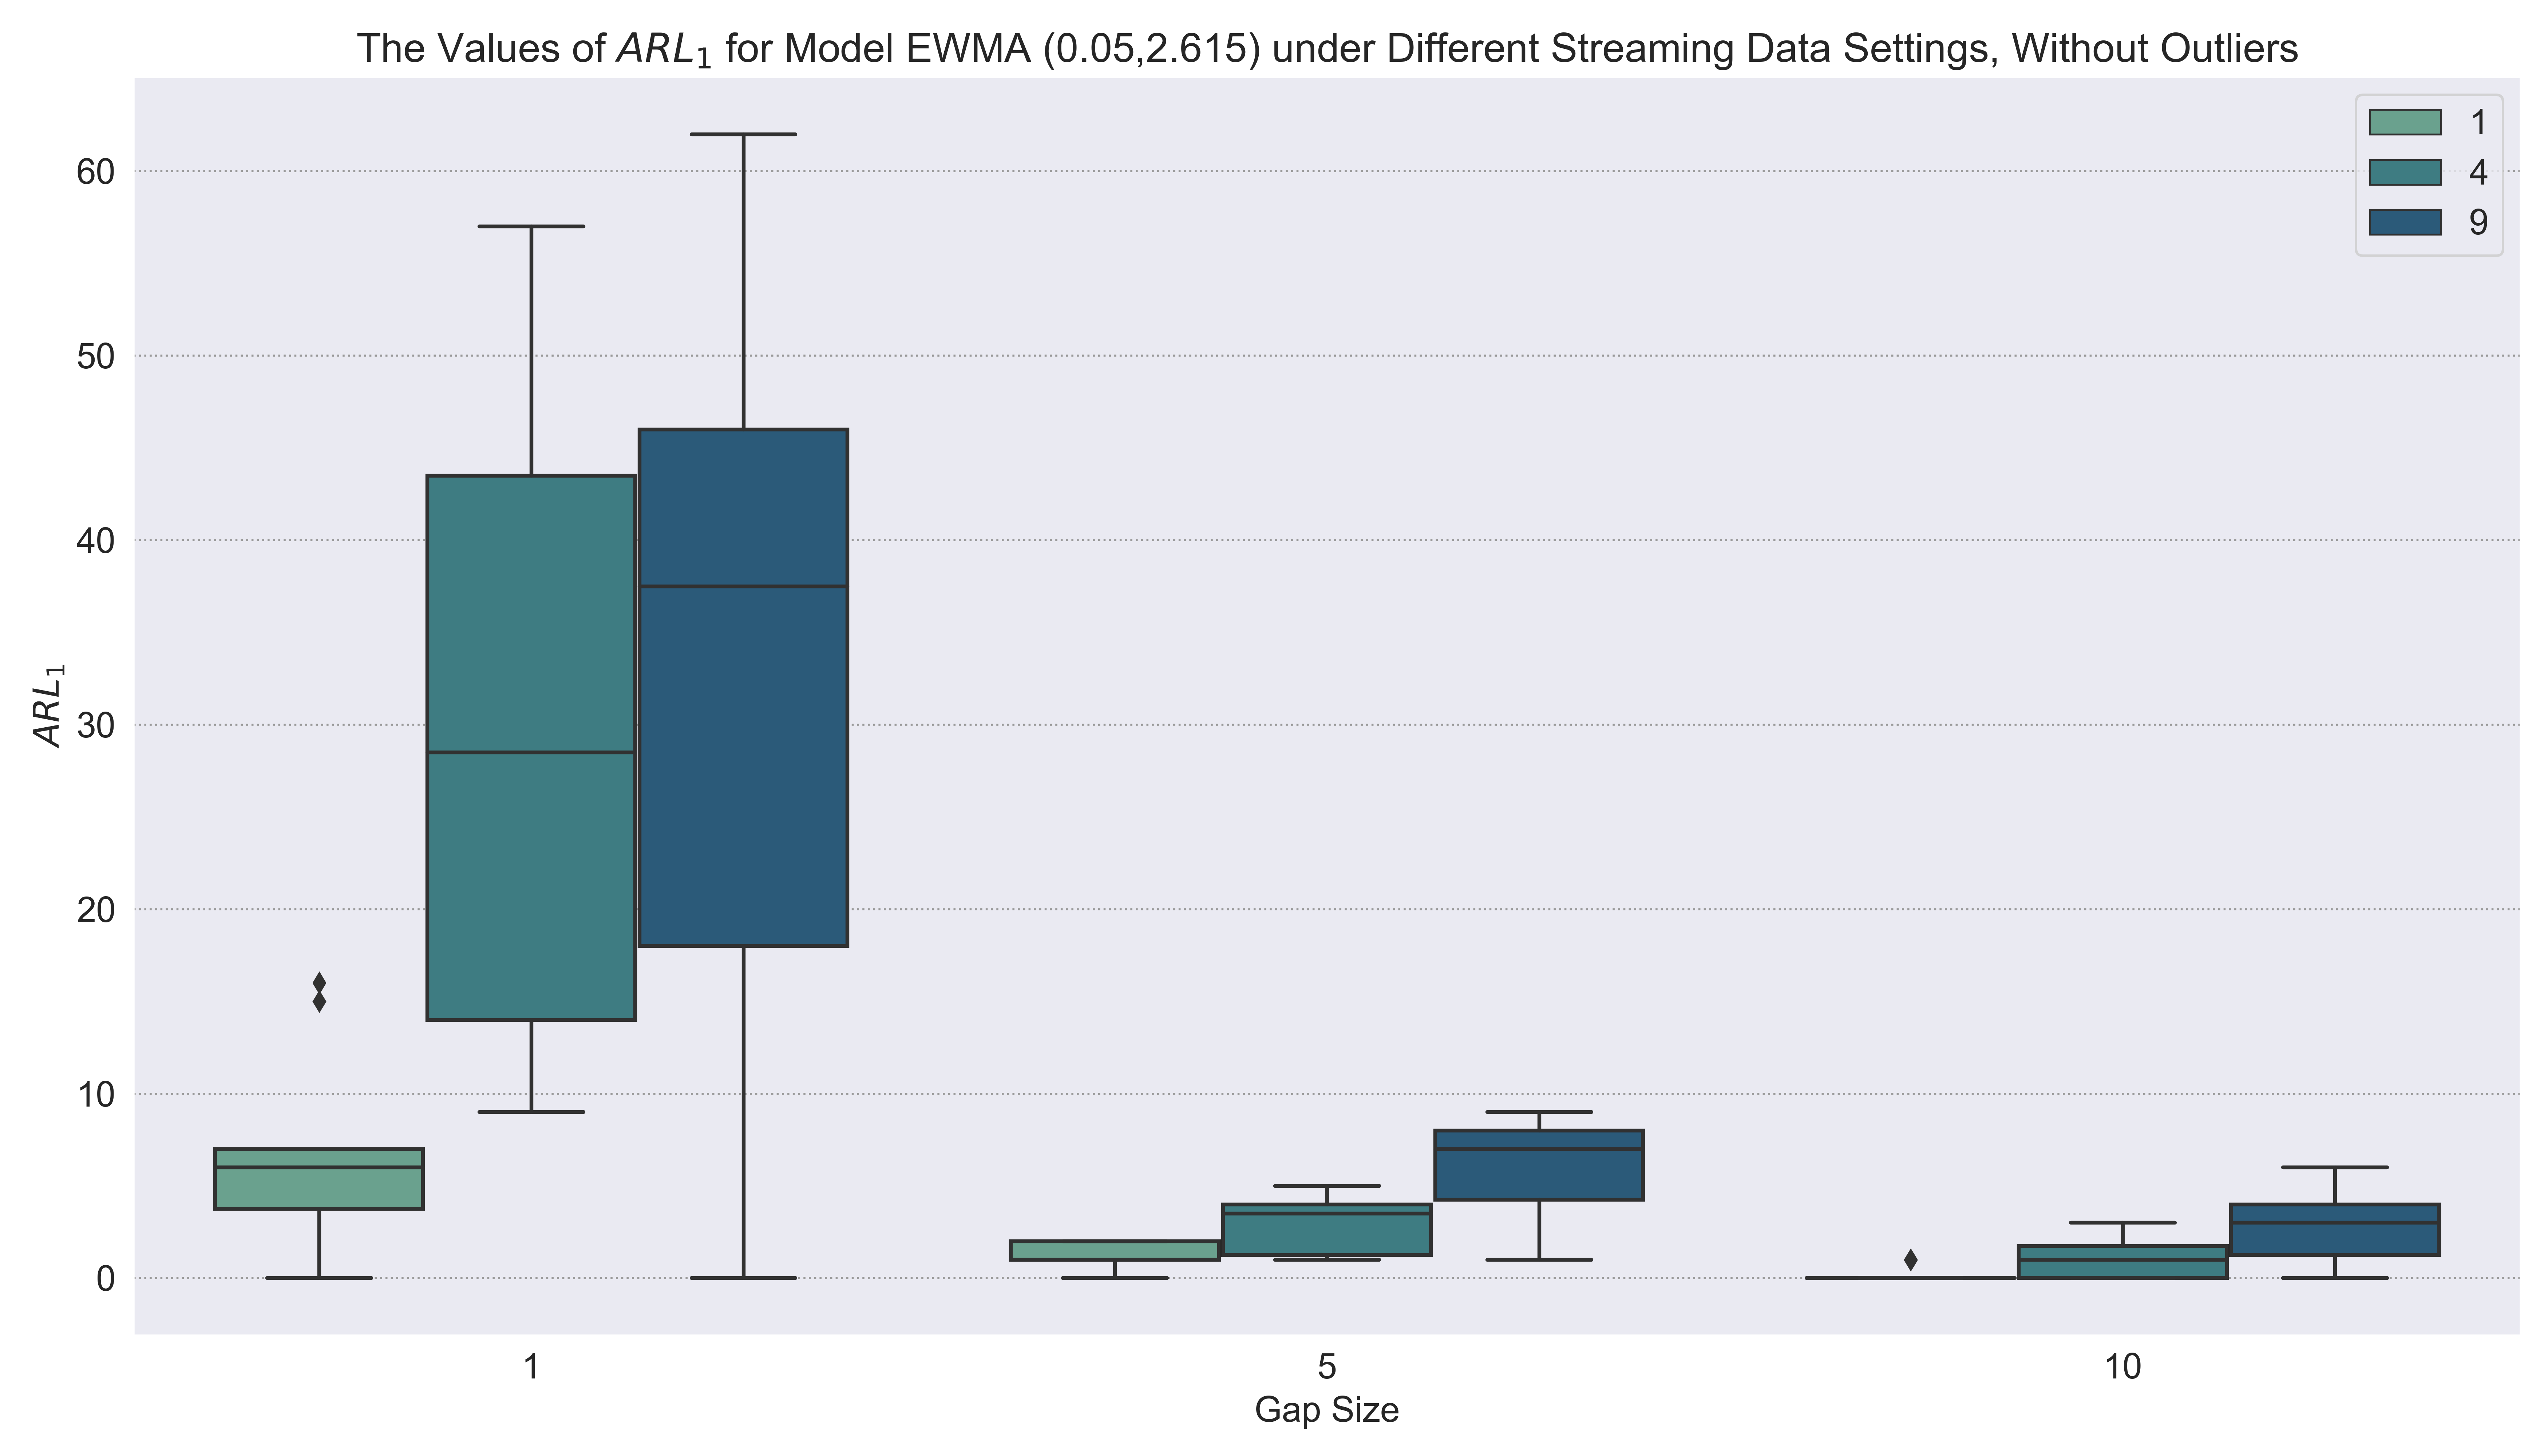 The Values of ARL₁ for Model EWMA (0.05,2.615) under Different Streaming Data Settings, Without Outliers
1
4
9
60
50
40
30
20
10
0
ARL₁
1 5 10
Gap Size